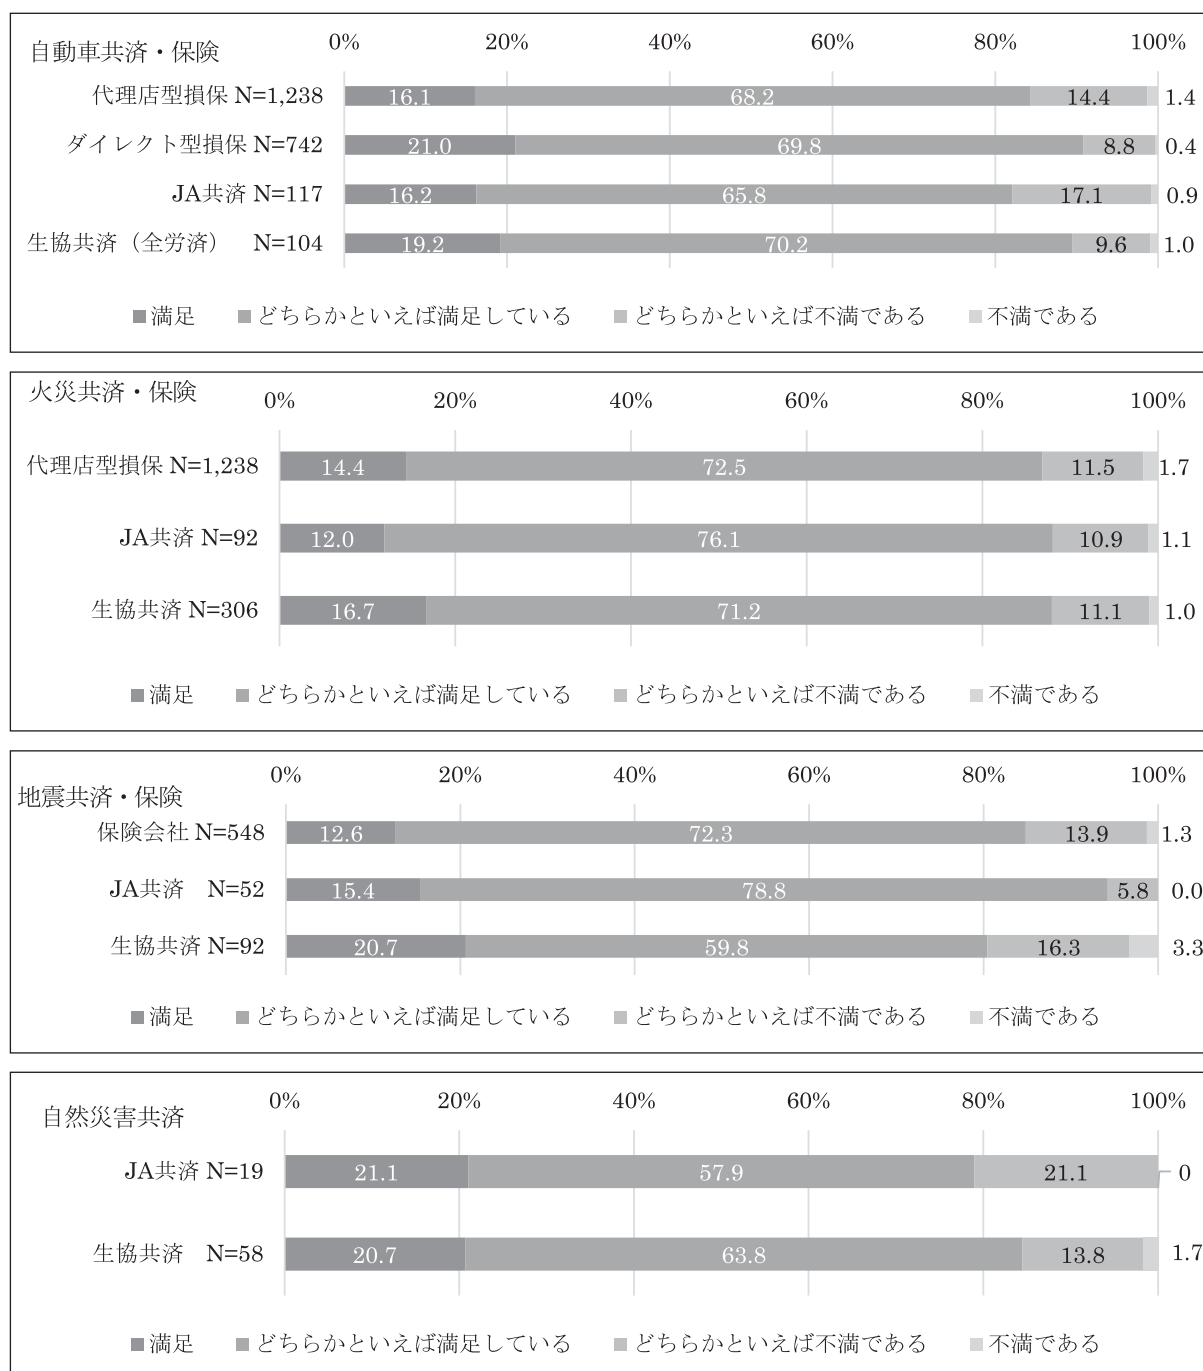 自動車共済・保険
0% 20% 40% 60% 80% 100%
代理店型損保 N=1,238 16.1 68.2 14.4 1.4
ダイレクト型損保 N=742 21.0 69.8 8.8 0.4
JA共済 N=117 16.2 65.8 17.1 0.9
生協共済（全労済）　N=104 19.2 70.2 9.6 1.0
満足 どちらかといえば満足している どちらかといえば不満である 不満である
火災共済・保険
0% 20% 40% 60% 80% 100%
代理店型損保 N=1,238 14.4 72.5 11.5 1.7
JA共済 N=92 12.0 76.1 10.9 1.1
生協共済 N=306 16.7 71.2 11.1 1.0
満足 どちらかといえば満足している どちらかといえば不満である 不満である
0% 20% 40% 60% 80% 100%
地震共済・保険
保険会社 N=548 12.6 72.3 13.9 1.3
JA共済　N=52 15.4 78.8 5.8 0.0
生協共済 N=92 20.7 59.8 16.3 3.3
満足 どちらかといえば満足している どちらかといえば不満である 不満である
0% 20% 40% 60% 80% 100%
自然災害共済
JA共済 N=19 21.1 57.9 21.1 0
生協共済　N=58 20.7 63.8 13.8 1.7
満足 どちらかといえば満足している どちらかといえば不満である 不満である